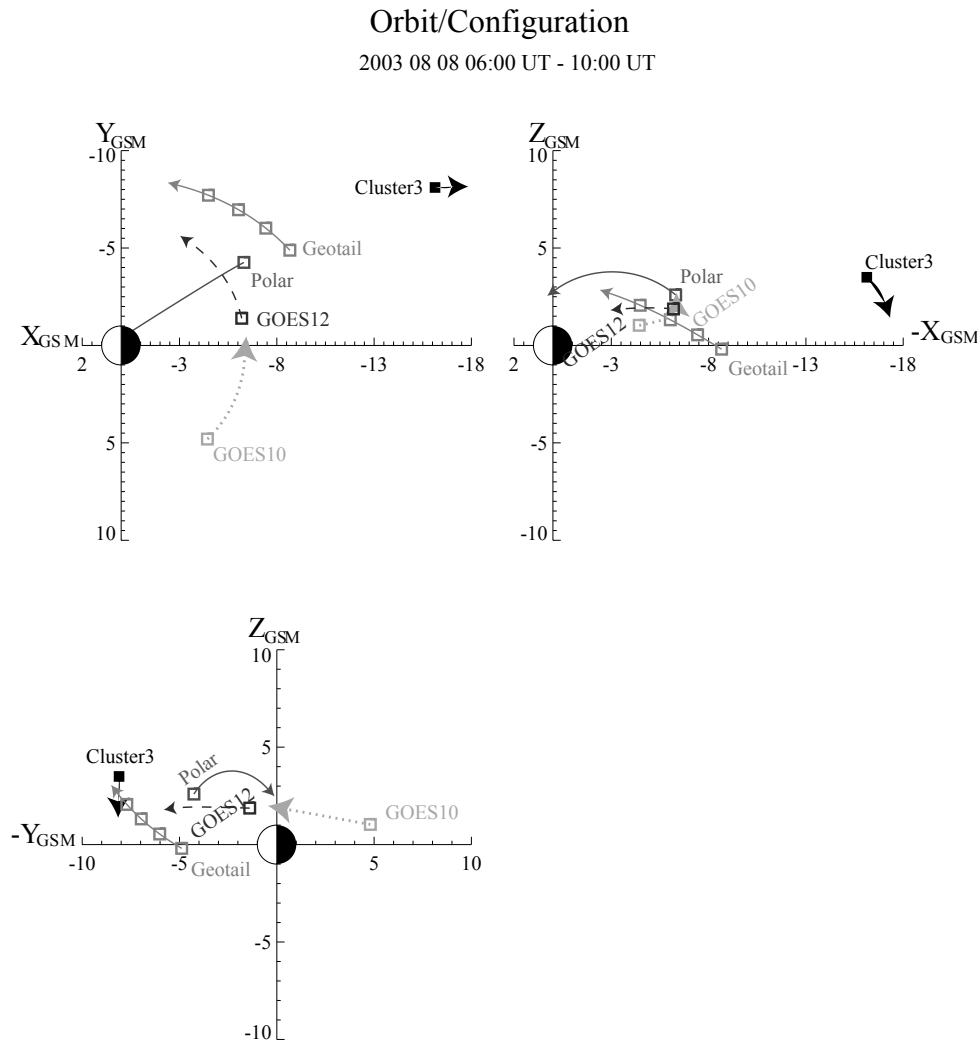 Orbit/Configuration
2003 08 08 06:00 UT - 10:00 UT
YGSM
-10
Cluster3
-5
Geotail
Polar
GOES12
XGSM
2
-3
-8
-13
-18
5
GOES10
10
ZGSM
10
5
Cluster3
Polar
GOES10
GOES12
-XGSM
2
-3
-8
-13
-18
Geotail
-5
-10
ZGSM
10
5
Cluster3
Polar
GOES12
GOES10
-YGSM
-10
-5
5
10
Geotail
-5
-10